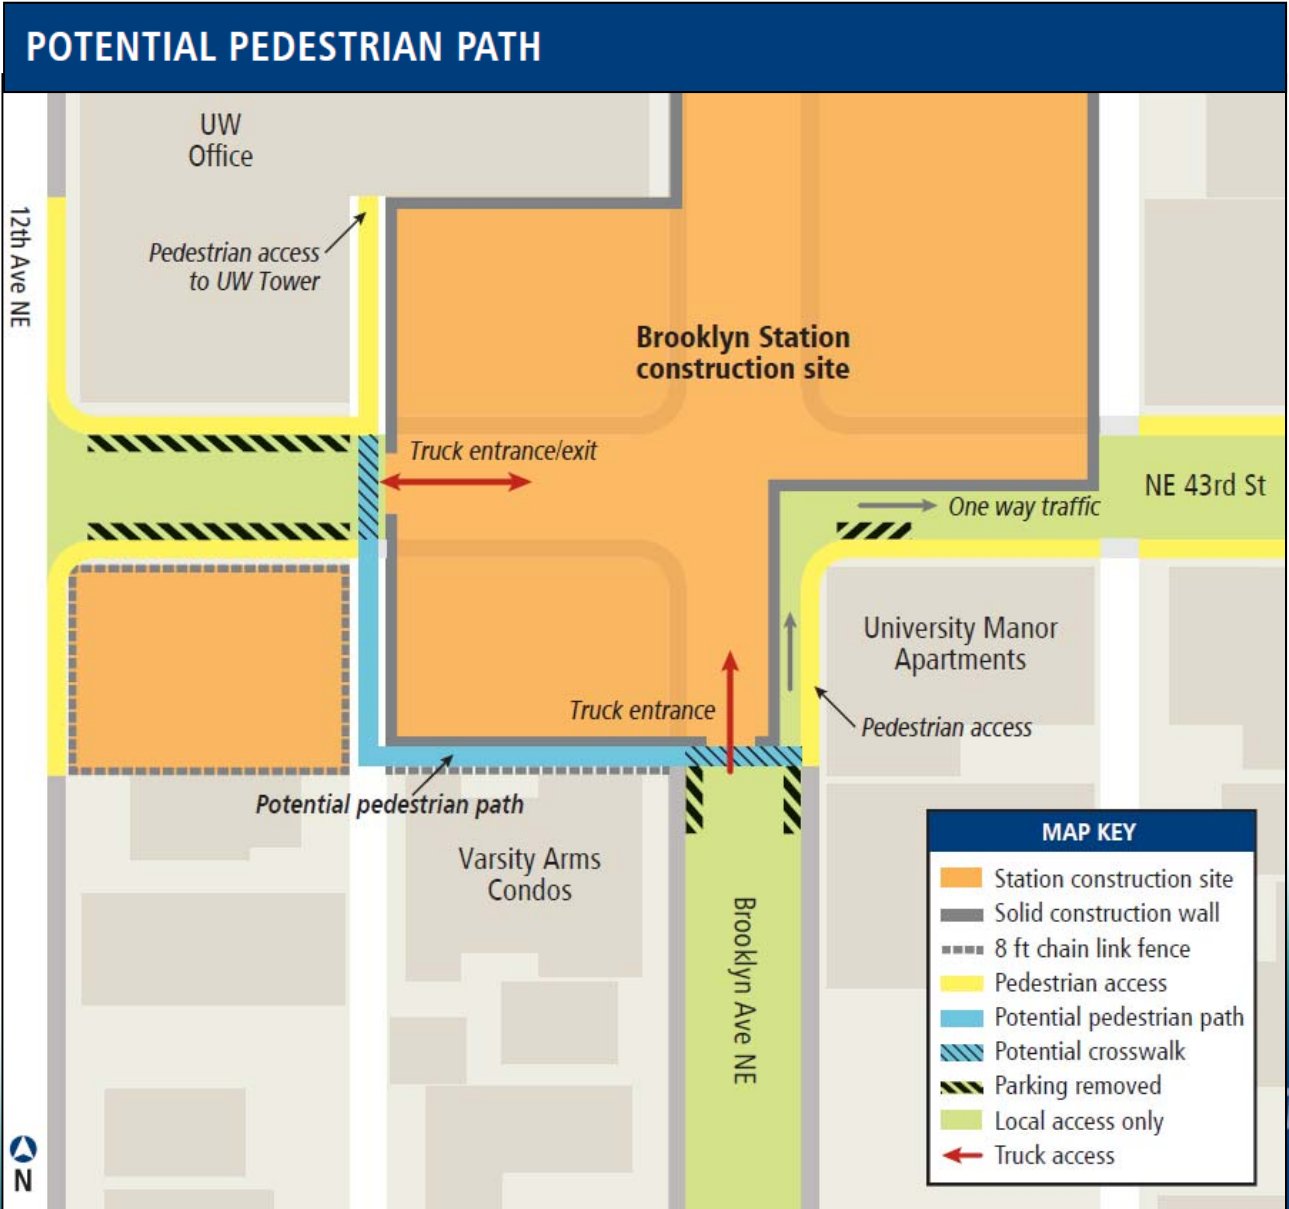 POTENTIAL PEDESTRIAN PATH
UW
Office
12th Ave NE
Pedestrian access
to UW Tower
Brooklyn Station
construction site
Truck entrance/exit
NE 43rd St
One way traffic
University Manor
Apartments
Truck entrance
Pedestrian access
Potential pedestrian path
Varsity Arms
Condos
Brooklyn Ave NE
MAP KEY
Station construction site
Solid construction wall
8 ft chain link fence
Pedestrian access
Potential pedestrian path
Potential crosswalk
Parking removed
Local access only
Truck access
N